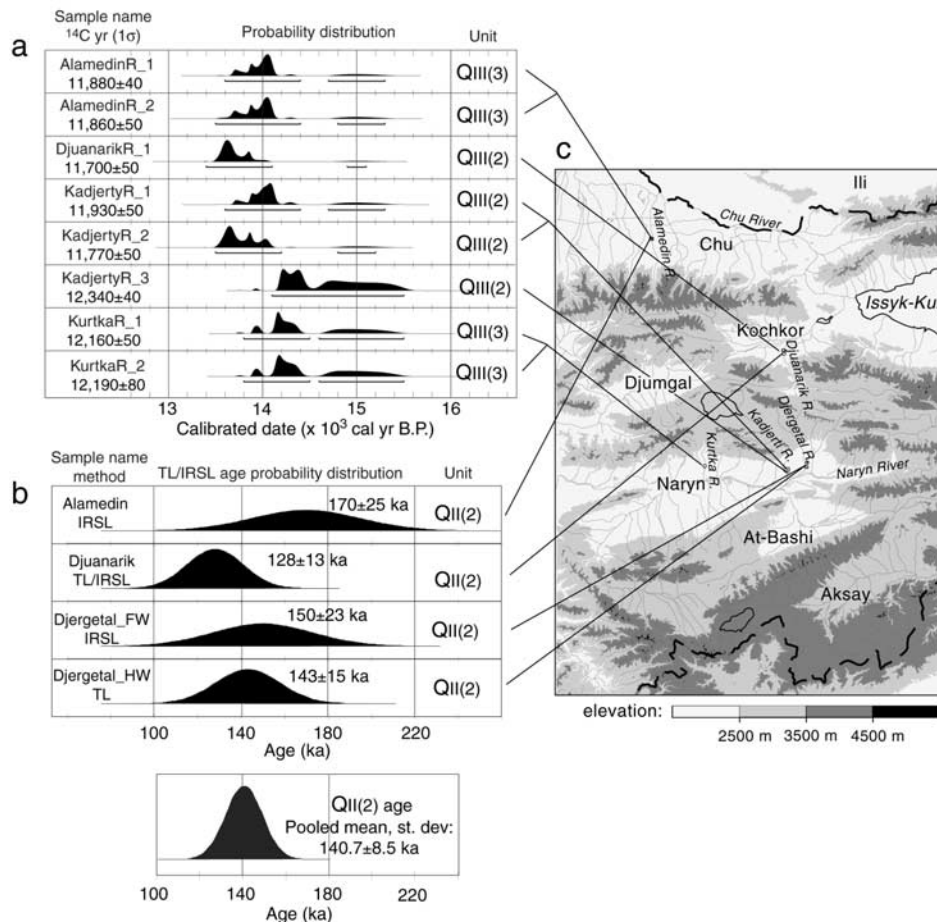 Sample name
14C yr (1σ)
Probability distribution
Unit
a
AlamedinR_1
11,880±40
QIII(3)
AlamedinR_2
11,860±50
QIII(3)
DjuanarikR_1
11,700±50
QIII(2)
KadjertyR_1
11,930±50
QIII(2)
KadjertyR_2
11,770±50
QIII(2)
KadjertyR_3
12,340±40
QIII(2)
KurtkaR_1
12,160±50
QIII(3)
KurtkaR_2
12,190±80
QIII(3)
13 14 15 16
Calibrated date (x 10³ cal yr B.P.)
Sample name
method
TL/IRSL age probability distribution
Unit
b
Alamedin
IRSL
170±25 ka
QII(2)
Djuanarik
TL/IRSL
128±13 ka
QII(2)
Djergetal_FW
IRSL
150±23 ka
QII(2)
Djergetal_HW
TL
143±15 ka
QII(2)
100 140 180 220
Age (ka)
QII(2) age
Pooled mean, st. dev:
140.7±8.5 ka
100 140 180 220
Age (ka)
c
Ili
Alamedin R.
Chu River
Chu
Issyk-Ku
Kochkor
Djuanarik R.
Djumgal
Djergetal R.
Kadjerti R.
Kurtka R.
Naryn River
Naryn
At-Bashi
Aksay
elevation:
2500 m 3500 m 4500 m